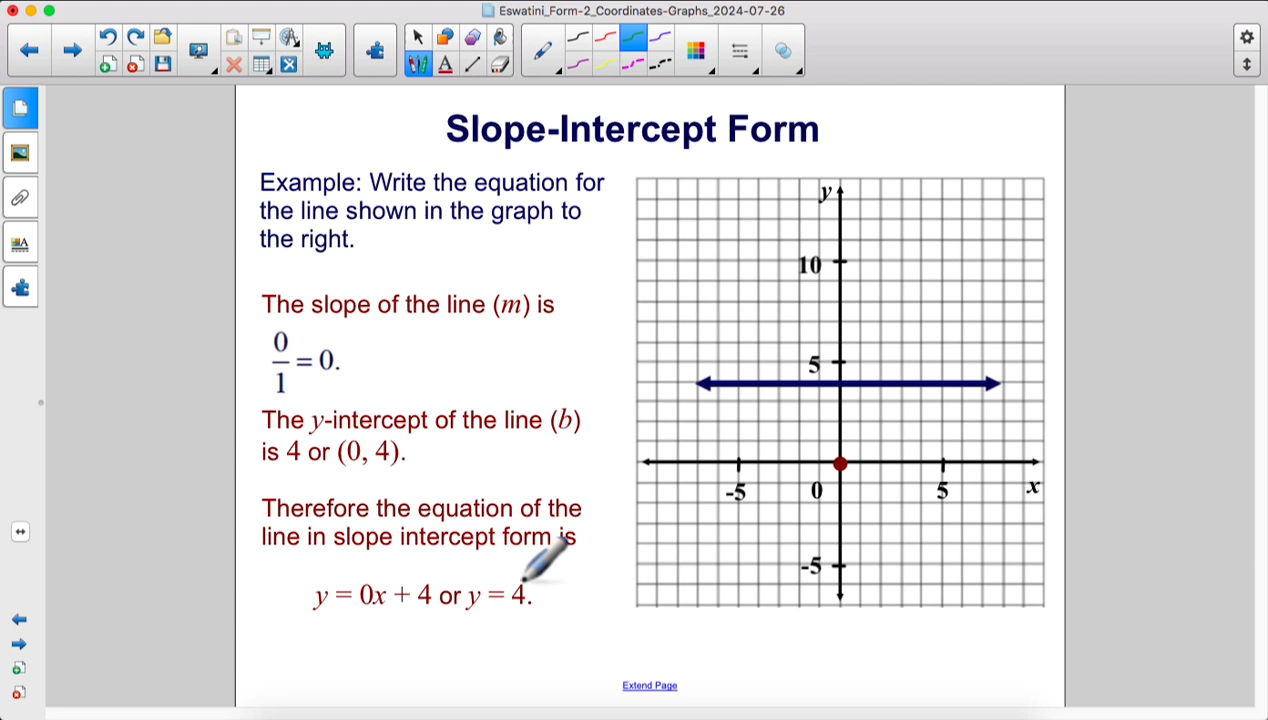 Eswatini_Form-2_Coordinates-Graphs_2024-07-26
Slope-Intercept Form
Example: Write the equation for
the line shown in the graph to
the right.
The slope of the line (m) is
0/1 = 0.
The y-intercept of the line (b)
is 4 or (0, 4).
Therefore the equation of the
line in slope intercept form is
y = 0x + 4 or y = 4.
y
10
5
-5
0
5
x
-5
Extend Page